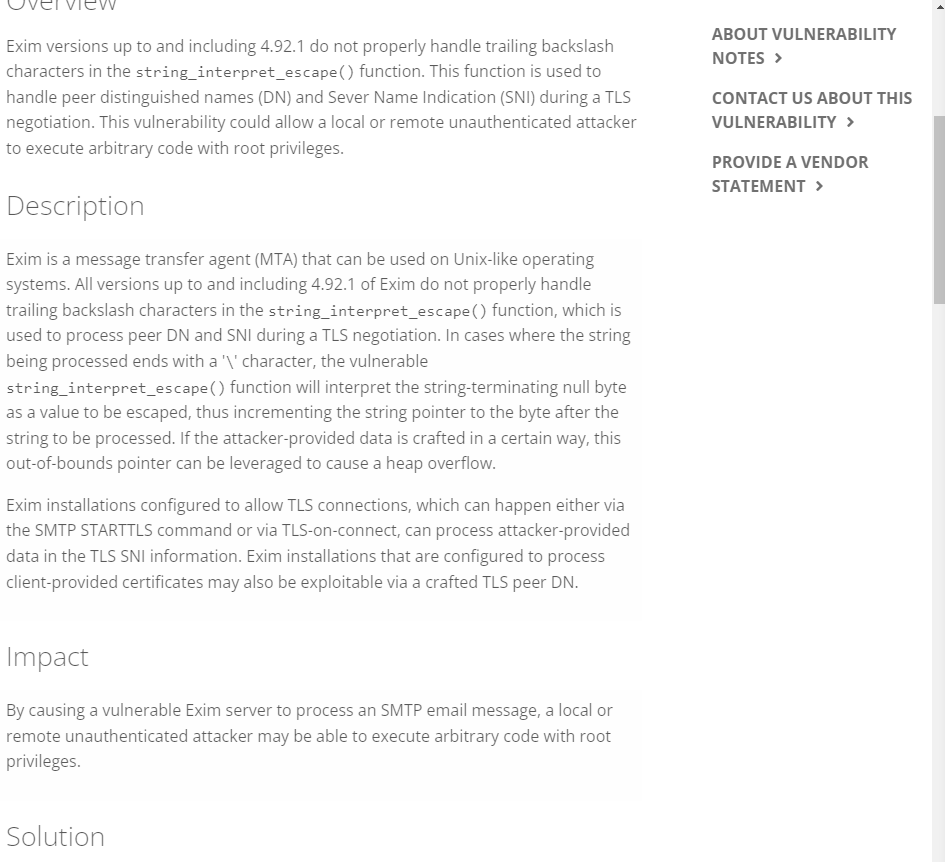 Overview
Exim versions up to and including 4.92.1 do not properly handle trailing backslash
characters in the string_interpret_escape() function. This function is used to
handle peer distinguished names (DN) and Sever Name Indication (SNI) during a TLS
negotiation. This vulnerability could allow a local or remote unauthenticated attacker
to execute arbitrary code with root privileges.
Description
Exim is a message transfer agent (MTA) that can be used on Unix-like operating
systems. All versions up to and including 4.92.1 of Exim do not properly handle
trailing backslash characters in the string_interpret_escape() function, which is
used to process peer DN and SNI during a TLS negotiation. In cases where the string
being processed ends with a '\' character, the vulnerable
string_interpret_escape() function will interpret the string-terminating null byte
as a value to be escaped, thus incrementing the string pointer to the byte after the
string to be processed. If the attacker-provided data is crafted in a certain way, this
out-of-bounds pointer can be leveraged to cause a heap overflow.
Exim installations configured to allow TLS connections, which can happen either via
the SMTP STARTTLS command or via TLS-on-connect, can process attacker-provided
data in the TLS SNI information. Exim installations that are configured to process
client-provided certificates may also be exploitable via a crafted TLS peer DN.
Impact
By causing a vulnerable Exim server to process an SMTP email message, a local or
remote unauthenticated attacker may be able to execute arbitrary code with root
privileges.
Solution
ABOUT VULNERABILITY
NOTES
CONTACT US ABOUT THIS
VULNERABILITY
PROVIDE A VENDOR
STATEMENT